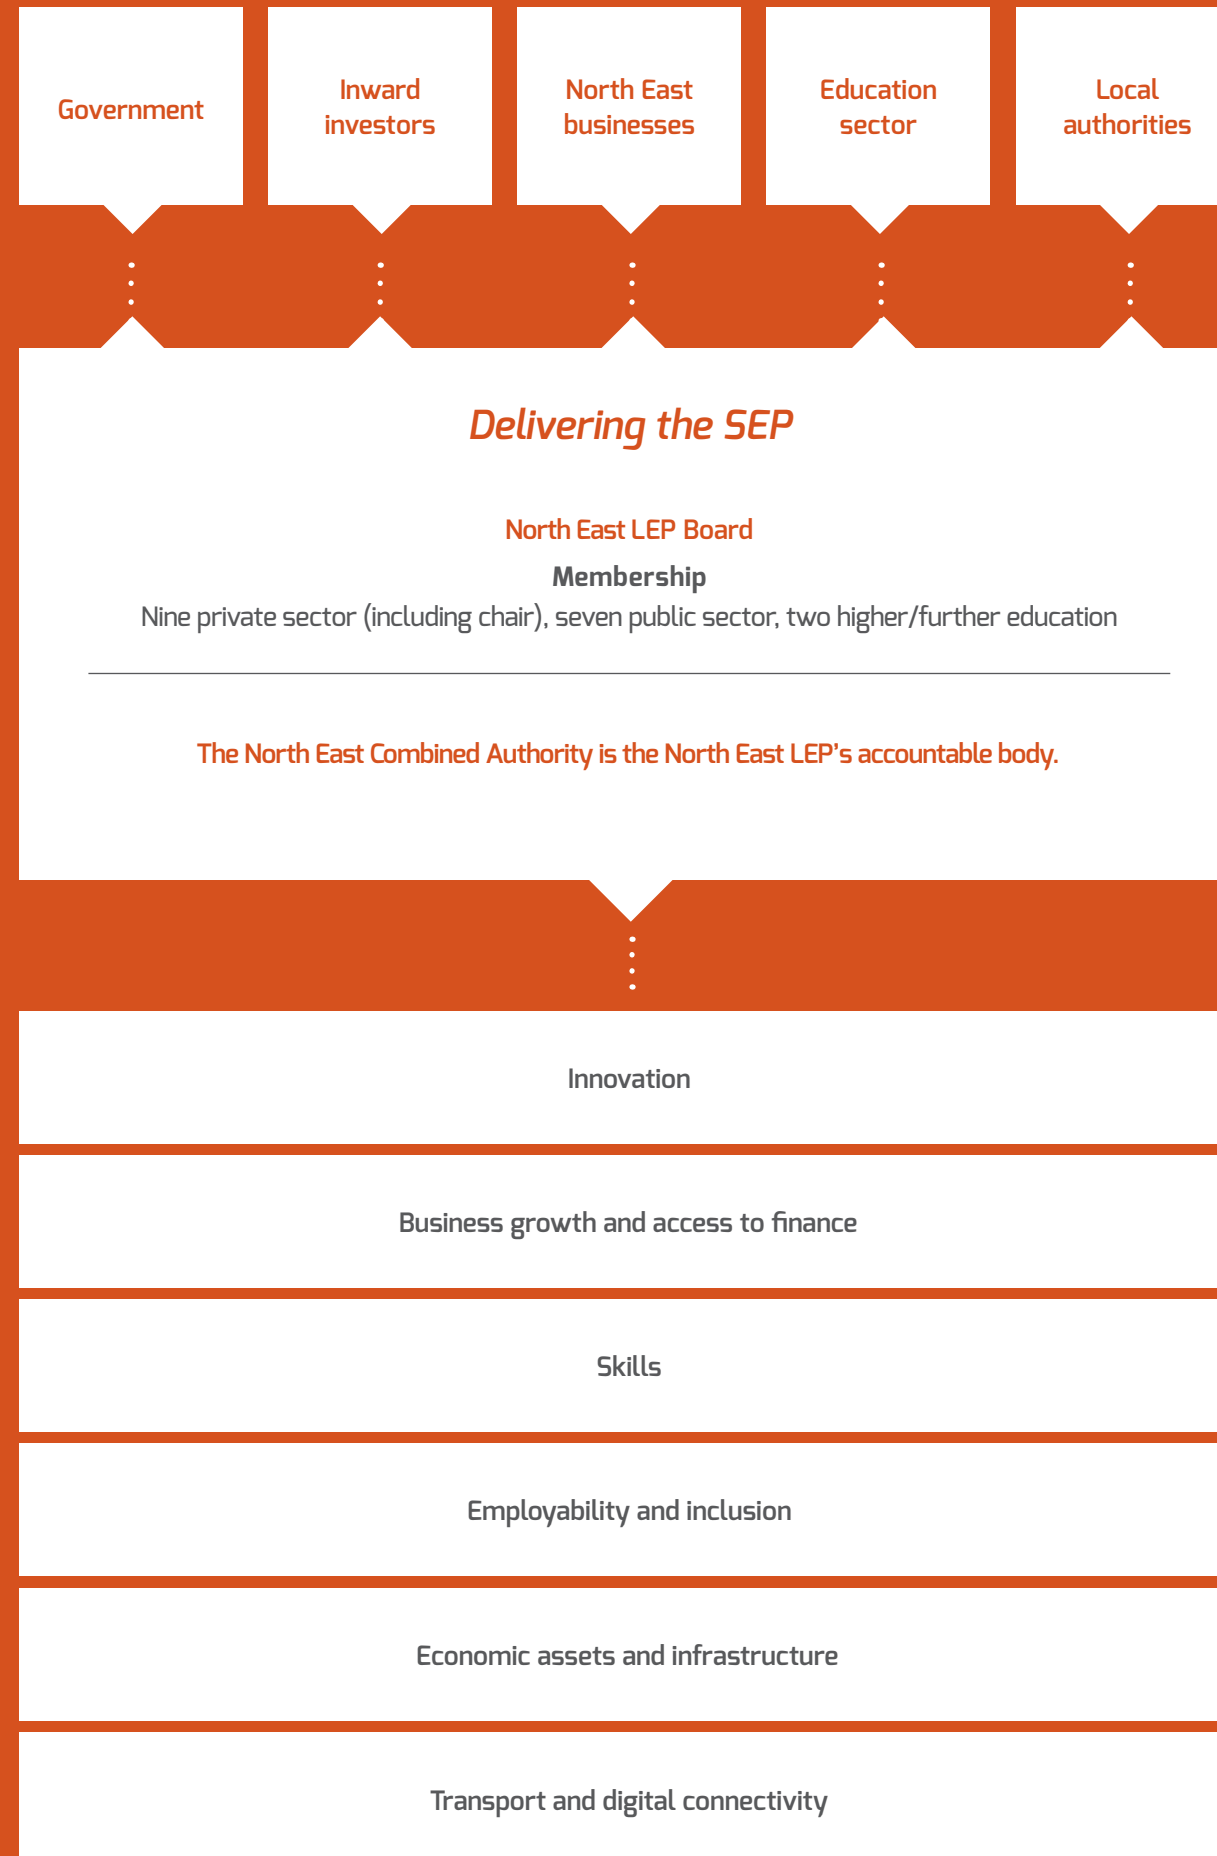 Government
Inward
investors
North East
businesses
Education
sector
Local
authorities
Delivering the SEP
North East LEP Board
Membership
Nine private sector (including chair), seven public sector, two higher/further education
The North East Combined Authority is the North East LEP’s accountable body.
Innovation
Business growth and access to finance
Skills
Employability and inclusion
Economic assets and infrastructure
Transport and digital connectivity